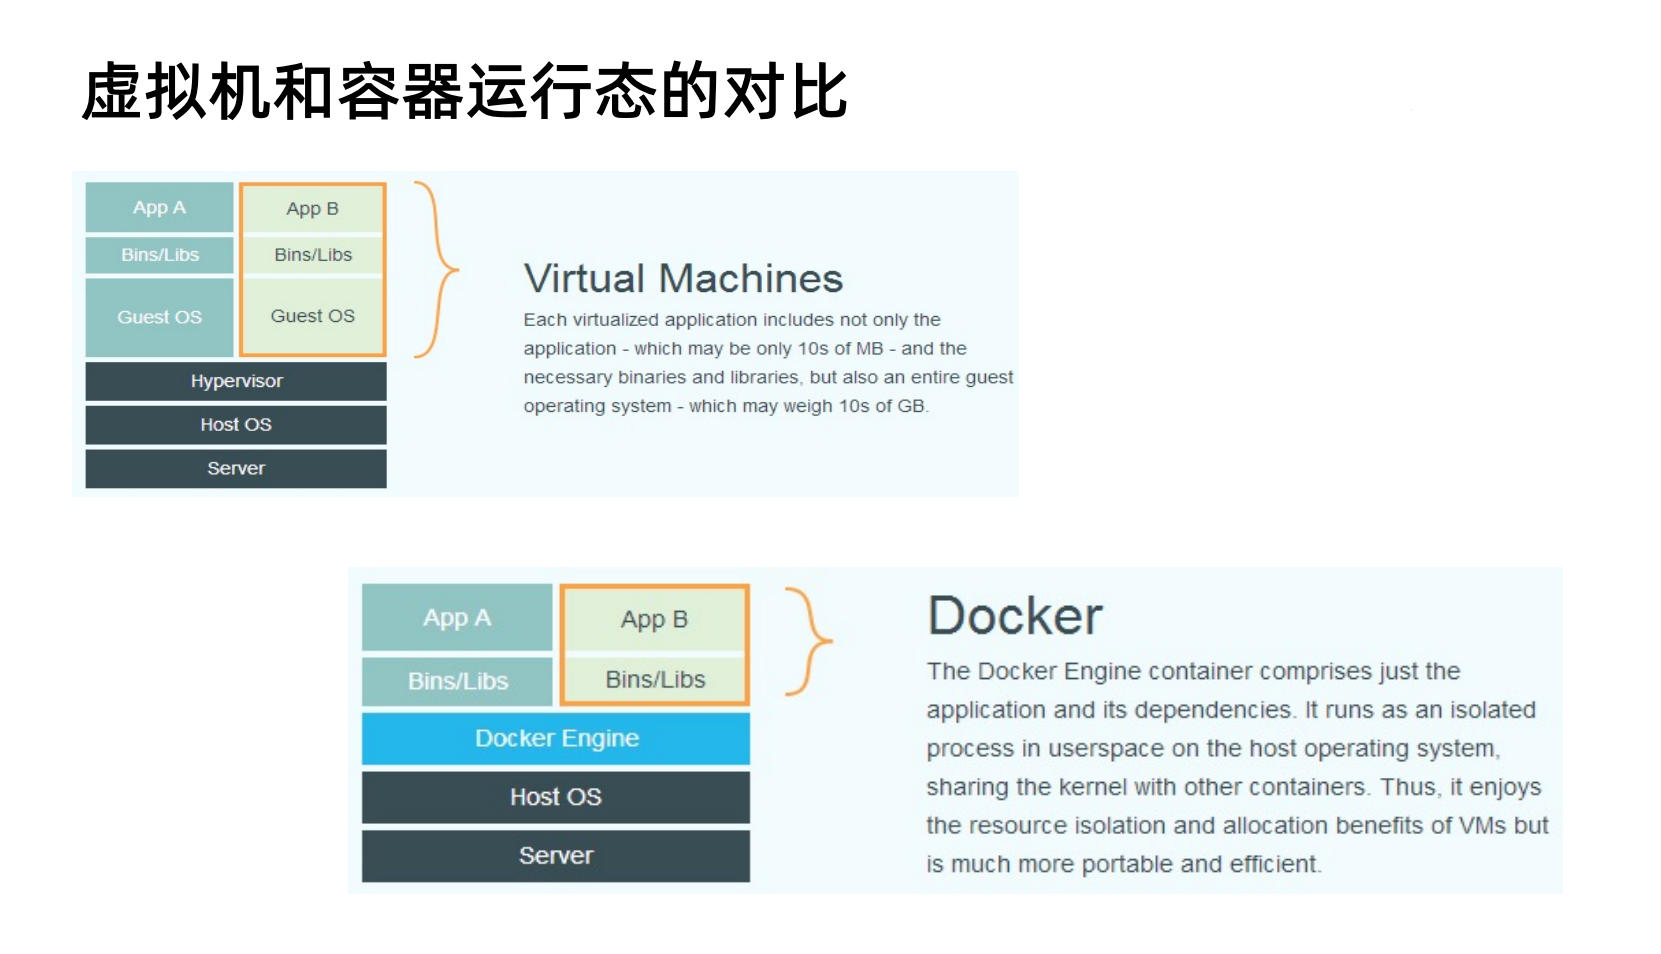 虚拟机和容器运行态的对比
App A
App B
Bins/Libs
Bins/Libs
Guest OS
Guest OS
Hypervisor
Host OS
Server
Virtual Machines
Each virtualized application includes not only the
application - which may be only 10s of MB - and the
necessary binaries and libraries, but also an entire guest
operating system - which may weigh 10s of GB.
App A
App B
Bins/Libs
Bins/Libs
Docker Engine
Host OS
Server
Docker
The Docker Engine container comprises just the
application and its dependencies. It runs as an isolated
process in userspace on the host operating system,
sharing the kernel with other containers. Thus, it enjoys
the resource isolation and allocation benefits of VMs but
is much more portable and efficient.